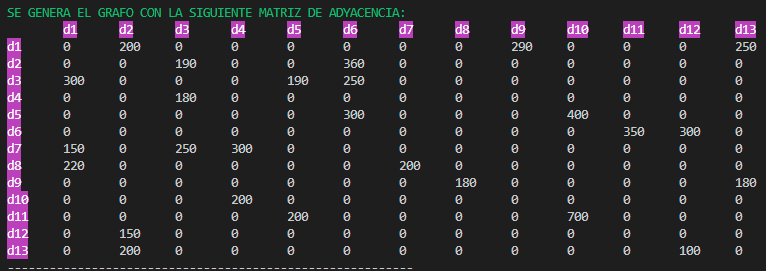 SE GENERA EL GRAFO CON LA SIGUIENTE MATRIZ DE ADYACENCIA:
d1 d2 d3 d4 d5 d6 d7 d8 d9 d10 d11 d12 d13
d1 0 200 0 0 0 0 0 0 290 0 0 0 250
d2 0 0 190 0 0 360 0 0 0 0 0 0 0
d3 300 0 0 0 190 250 0 0 0 0 0 0 0
d4 0 0 180 0 0 0 0 0 0 0 0 0 0
d5 0 0 0 0 0 300 0 0 0 400 0 0 0
d6 0 0 0 0 0 0 0 0 0 0 350 300 0
d7 150 0 250 300 0 0 0 0 0 0 0 0 0
d8 220 0 0 0 0 0 200 0 0 0 0 0 0
d9 0 0 0 0 0 0 0 180 0 0 0 0 180
d10 0 0 0 200 0 0 0 0 0 0 0 0 0
d11 0 0 0 0 200 0 0 0 0 700 0 0 0
d12 0 150 0 0 0 0 0 0 0 0 0 0 0
d13 0 200 0 0 0 0 0 0 0 0 0 100 0
----------------------------------------------------------